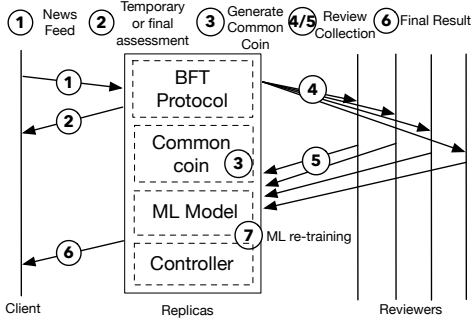 1 News Feed
2 Temporary or final assessment
3 Generate Common Coin
4/5 Review Collection
6 Final Result
1
BFT Protocol
4
2
Common coin
3
5
ML Model
7 ML re-training
6
Controller
Client
Replicas
Reviewers